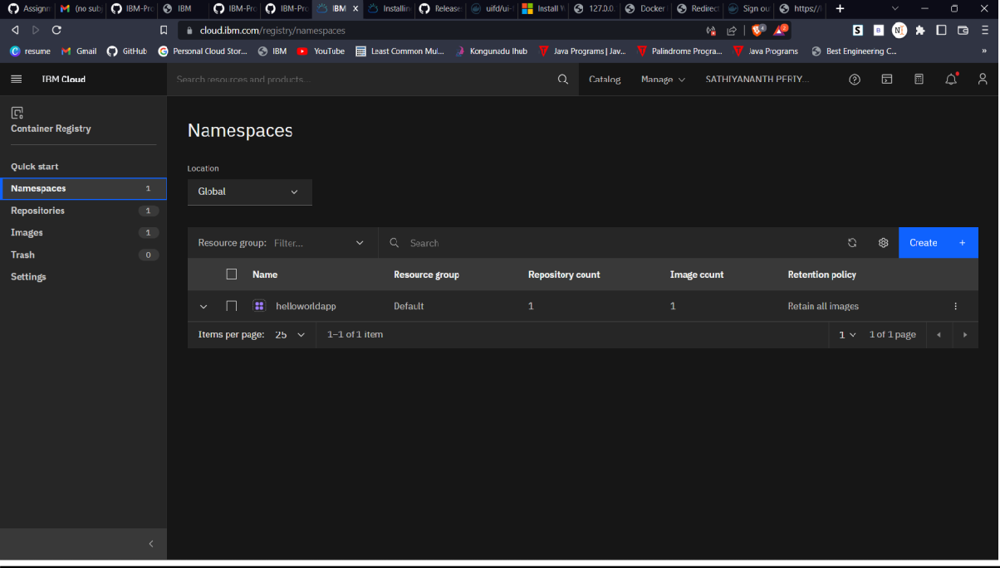 Assignm (no subj IBM-Pro IBM IBM-Pro IBM-Pro IBM X Installin Release uifd/ui- Install W 127.0.0. Docker Redirect Sign ou https://l
cloud.ibm.com/registry/namespaces
resume Gmail GitHub Personal Cloud Stor... IBM YouTube Least Common Mul... Kongunadu Ihub Java Programs | Jav... Palindrome Progra... Java Programs Best Engineering C... »
IBM Cloud Search resources and products... Catalog Manage SATHIYANANTH PERIY...
Container Registry
Quick start
Namespaces 1
Repositories 1
Images 1
Trash 0
Settings
Namespaces
Location
Global
Resource group: Filter... Search Create +
Name Resource group Repository count Image count Retention policy
helloworldapp Default 1 1 Retain all images
Items per page: 25 1–1 of 1 item 1 1 of 1 page